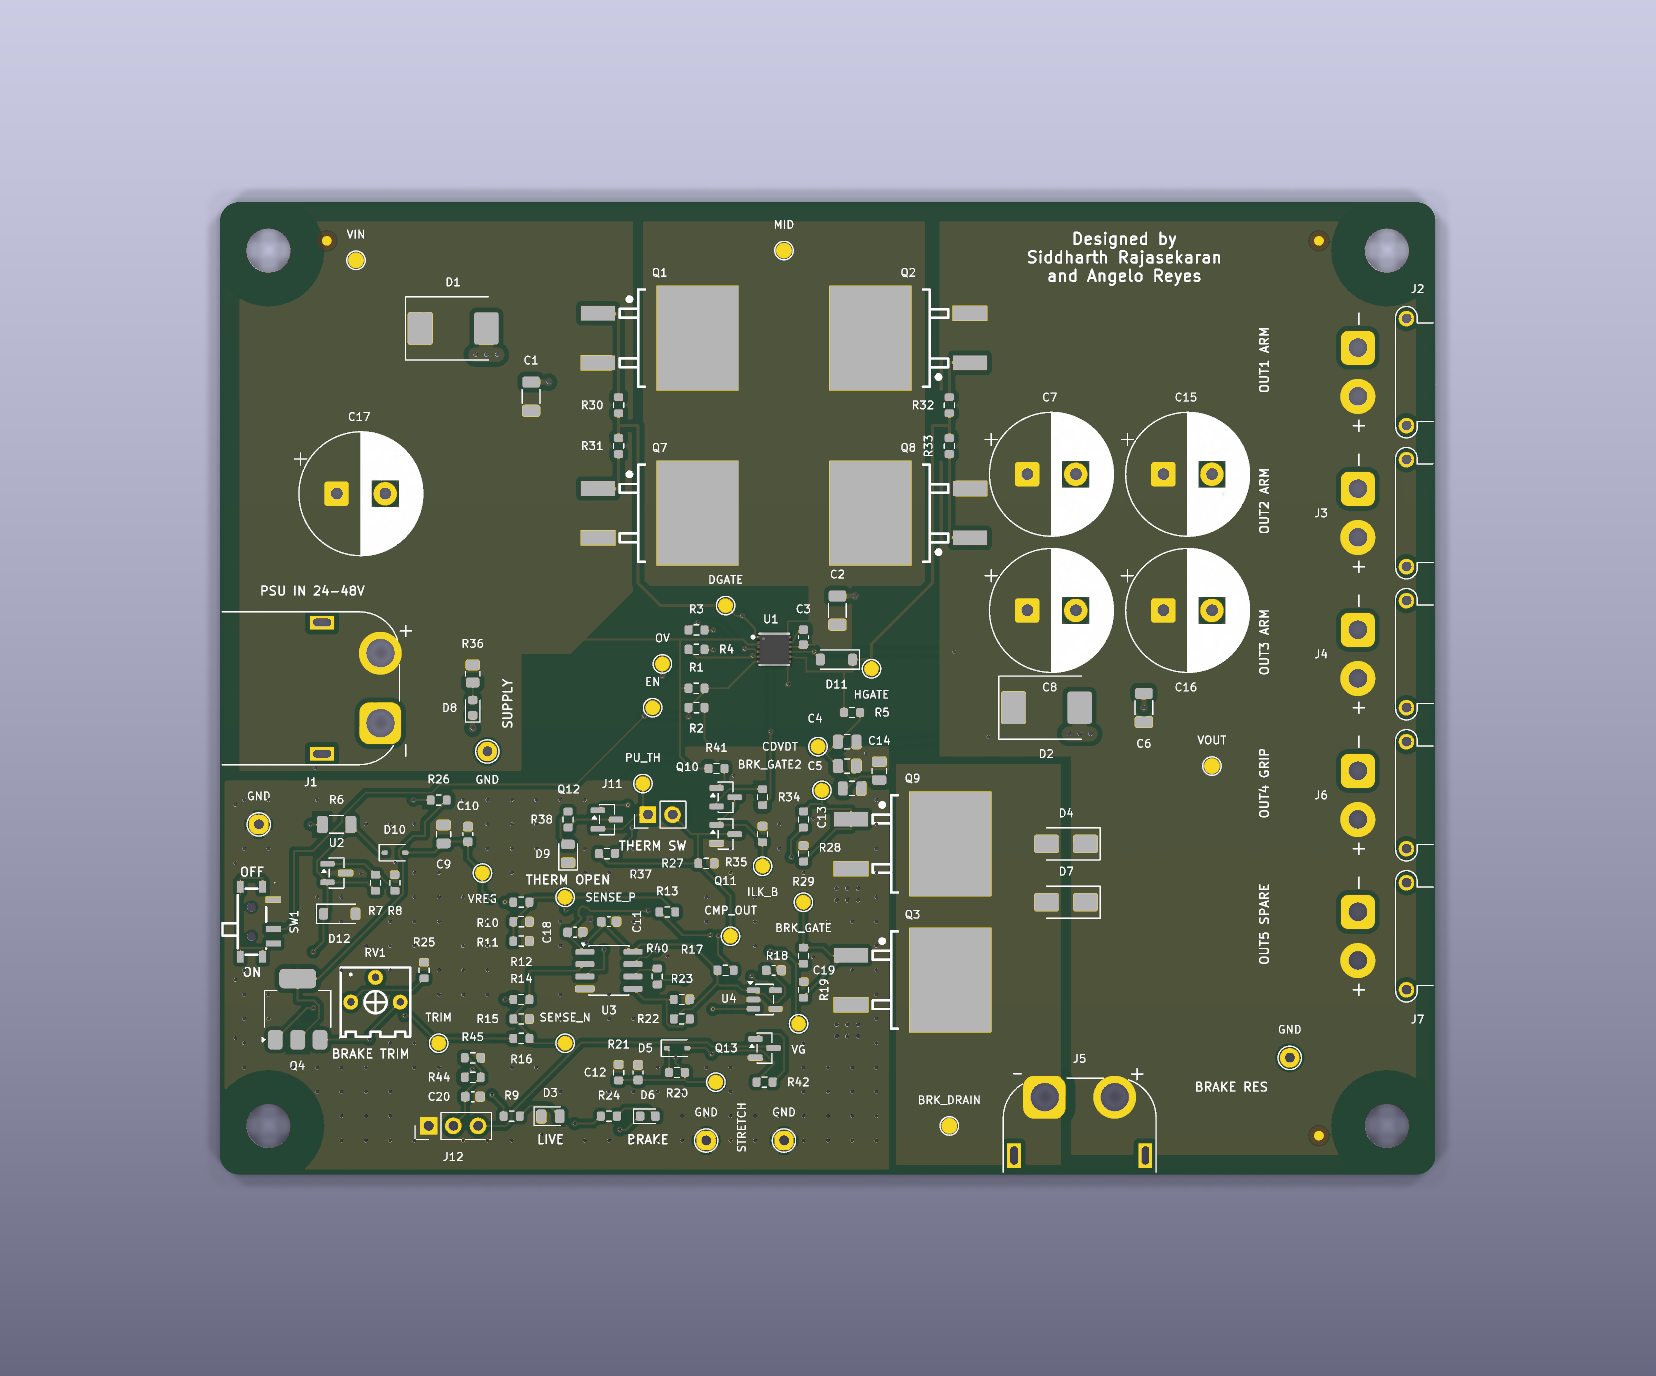 MID
VIN
Designed by
Siddharth Rajasekaran
and Angelo Reyes
Q1
Q2
D1
J2
OUT1 ARM
C1
R30
R32
C7
C15
C17
+
R31
Q7
Q8
R33
OUT2 ARM
J3
PSU IN 24-48V
DGATE
C2
R3
U1
C3
OV
R4
R36
R1
EN
D11
HGATE
OUT3 ARM
J4
D8
SUPPLY
R2
C4
R5
C8
C16
D2
C6
VOUT
R41
CDVDT
C14
PU_TH
Q10
BRK_GATE2
C5
J1
GND
R26
Q12
J11
Q9
OUT4 GRIP
J6
GND
R6
C10
R34
C13
D4
D10
R38
U2
THERM SW
R28
C9
D9
R27
R35
OFF
R37
Q11
THERM OPEN
R29
D7
ILK_B
VREG
SENSE_P
R13
CMP_OUT
Q3
OUT5 SPARE
SW1
R7
R8
R10
C18
C11
BRK_GATE
D12
R11
R25
RV1
R12
R40
R17
R18
C19
ON
R14
R23
U4
R19
U3
TRIM
R15
SENSE_N
R22
J7
R45
R16
R21
D5
Q13
VG
GND
BRAKE TRIM
Q4
R44
C12
R20
R42
J5
BRAKE RES
C20
R9
D3
R24
D6
GND
STRETCH
GND
BRK_DRAIN
LIVE
BRAKE
J12